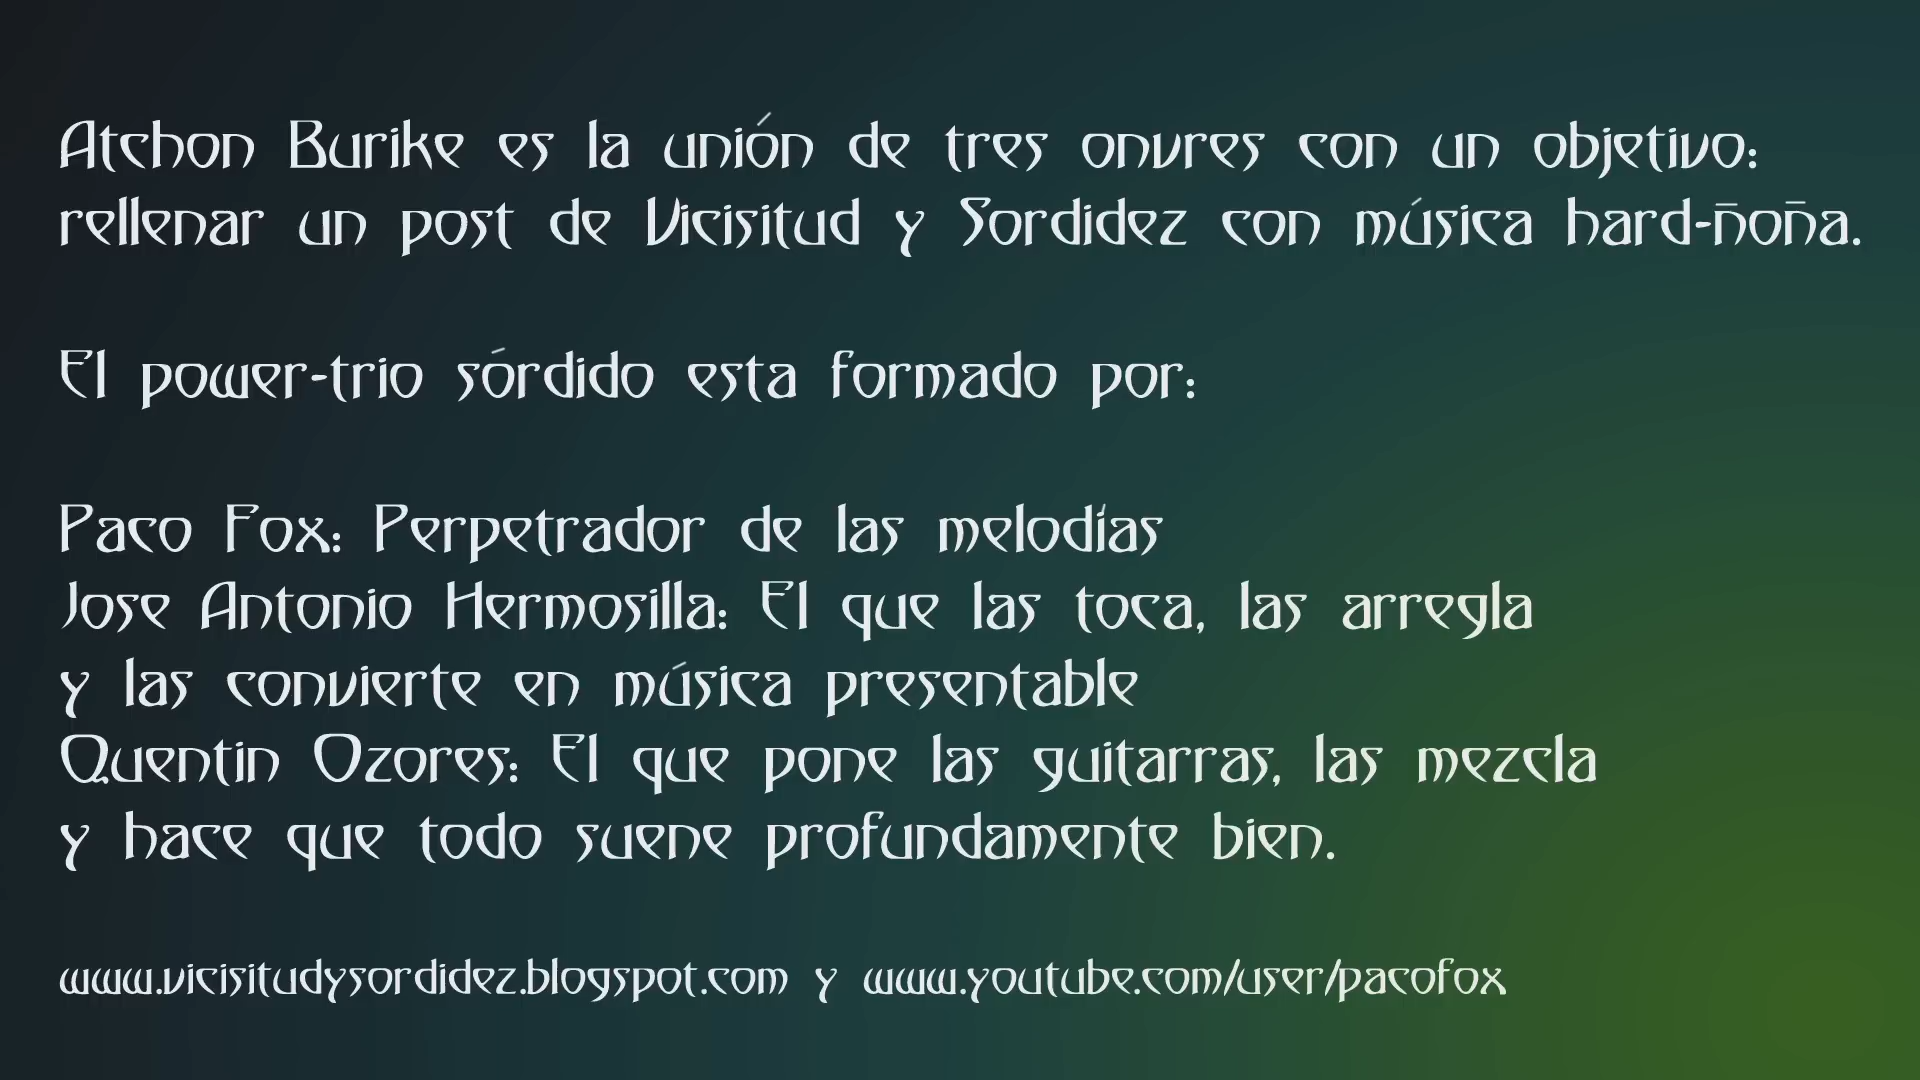 Atchon Burike es la unión de tres onvres con un objetivo:
rellenar un post de Vicisitud y Sordidez con música hard-ñoña.
El power-trio sórdido esta formado por:
Paco Fox: Perpetrador de las melodías
Jose Antonio Hermosilla: El que las toca, las arregla
y las convierte en música presentable
Quentin Ozores: El que pone las guitarras, las mezcla
y hace que todo suene profundamente bien.
www.vicisitudysordidez.blogspot.com y www.youtube.com/user/pacofox